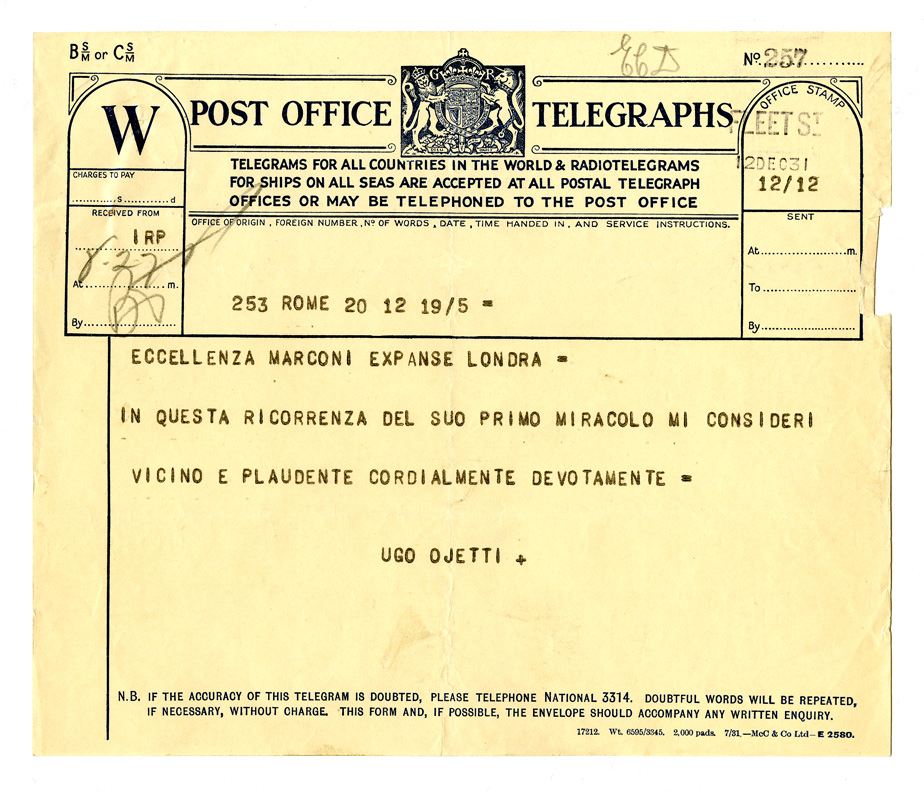 B S/M or C S/M
No. 257
W
POST OFFICE TELEGRAPHS
G R
OFFICE STAMP
FLEET ST
12DEC31
12/12
TELEGRAMS FOR ALL COUNTRIES IN THE WORLD & RADIOTELEGRAMS
FOR SHIPS ON ALL SEAS ARE ACCEPTED AT ALL POSTAL TELEGRAPH
OFFICES OR MAY BE TELEPHONED TO THE POST OFFICE
CHARGES TO PAY
s d
RECEIVED FROM
1RP
8.27
At m.
By
OFFICE OF ORIGIN, FOREIGN NUMBER, No OF WORDS, DATE, TIME HANDED IN, AND SERVICE INSTRUCTIONS.
SENT
At m.
To
By
253 ROME 20 12 19/5 =
ECCELLENZA MARCONI EXPANSE LONDRA =
IN QUESTA RICORRENZA DEL SUO PRIMO MIRACOLO MI CONSIDERI
VICINO E PLAUDENTE CORDIALMENTE DEVOTAMENTE =
UGO OJETTI +
N.B. IF THE ACCURACY OF THIS TELEGRAM IS DOUBTED, PLEASE TELEPHONE NATIONAL 3314. DOUBTFUL WORDS WILL BE REPEATED,
IF NECESSARY, WITHOUT CHARGE. THIS FORM AND, IF POSSIBLE, THE ENVELOPE SHOULD ACCOMPANY ANY WRITTEN ENQUIRY.
17212. Wt. 6595/3345. 2,000 pads. 7/31.—McC & Co Ltd—E 2580.